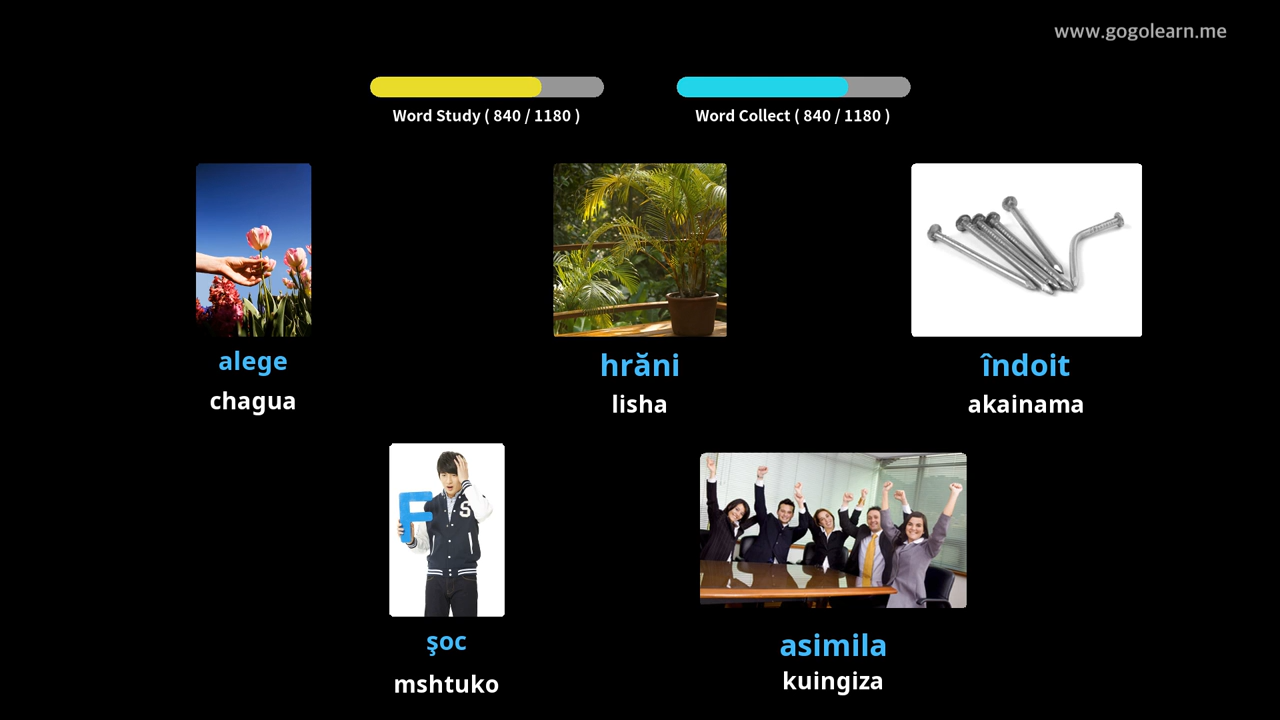 www.gogolearn.me
Word Study ( 840 / 1180 )
Word Collect ( 840 / 1180 )
alege
chagua
hrăni
lisha
îndoit
akainama
F
S
şoc
mshtuko
asimila
kuingiza